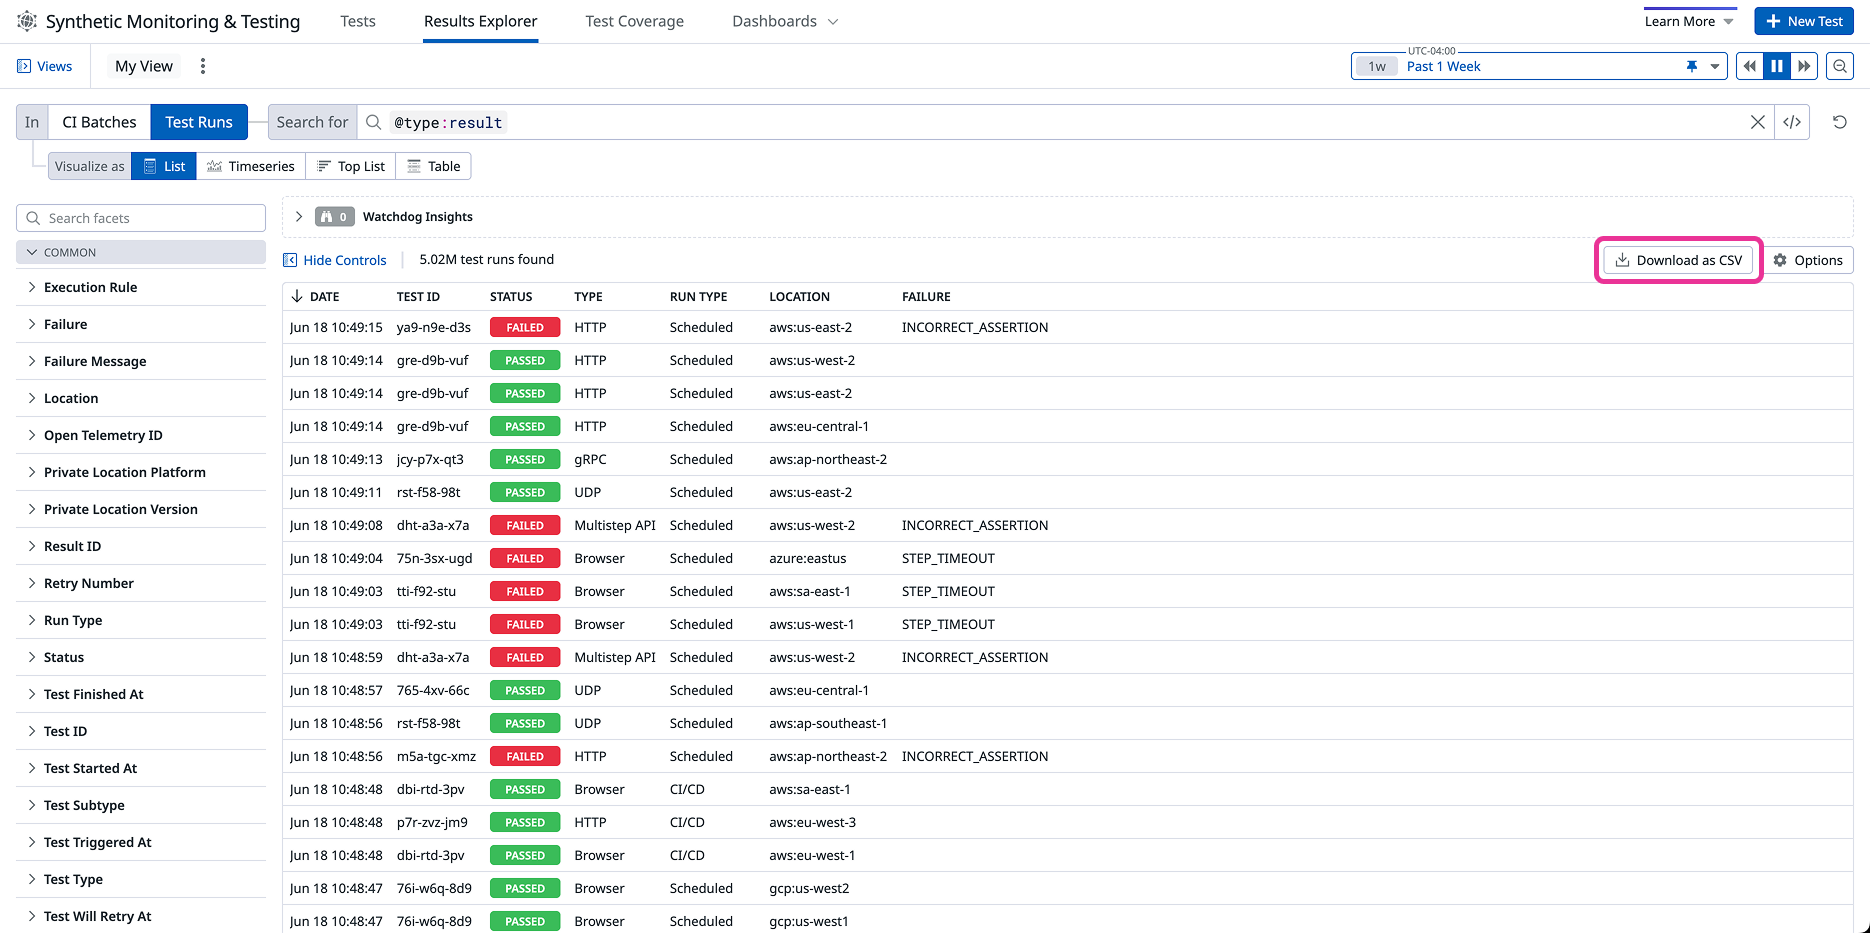 Synthetic Monitoring & Testing Tests Results Explorer Test Coverage Dashboards Learn More New Test
Views My View UTC-04:00 1w Past 1 Week
In CI Batches Test Runs Search for @type:result </>
Visualize as List Timeseries Top List Table
Search facets
COMMON
Execution Rule
Failure
Failure Message
Location
Open Telemetry ID
Private Location Platform
Private Location Version
Result ID
Retry Number
Run Type
Status
Test Finished At
Test ID
Test Started At
Test Subtype
Test Triggered At
Test Type
Test Will Retry At
0 Watchdog Insights
Hide Controls 5.02M test runs found Download as CSV Options
DATE TEST ID STATUS TYPE RUN TYPE LOCATION FAILURE
Jun 18 10:49:15 ya9-n9e-d3s FAILED HTTP Scheduled aws:us-east-2 INCORRECT_ASSERTION
Jun 18 10:49:14 gre-d9b-vuf PASSED HTTP Scheduled aws:us-west-2
Jun 18 10:49:14 gre-d9b-vuf PASSED HTTP Scheduled aws:us-east-2
Jun 18 10:49:14 gre-d9b-vuf PASSED HTTP Scheduled aws:eu-central-1
Jun 18 10:49:13 jcy-p7x-qt3 PASSED gRPC Scheduled aws:ap-northeast-2
Jun 18 10:49:11 rst-f58-98t PASSED UDP Scheduled aws:us-east-2
Jun 18 10:49:08 dht-a3a-x7a FAILED Multistep API Scheduled aws:us-west-2 INCORRECT_ASSERTION
Jun 18 10:49:04 75n-3sx-ugd FAILED Browser Scheduled azure:eastus STEP_TIMEOUT
Jun 18 10:49:03 tti-f92-stu FAILED Browser Scheduled aws:sa-east-1 STEP_TIMEOUT
Jun 18 10:49:03 tti-f92-stu FAILED Browser Scheduled aws:us-west-1 STEP_TIMEOUT
Jun 18 10:48:59 dht-a3a-x7a FAILED Multistep API Scheduled aws:us-west-2 INCORRECT_ASSERTION
Jun 18 10:48:57 765-4xv-66c PASSED UDP Scheduled aws:eu-central-1
Jun 18 10:48:56 rst-f58-98t PASSED UDP Scheduled aws:ap-southeast-1
Jun 18 10:48:56 m5a-tgc-xmz FAILED HTTP Scheduled aws:ap-northeast-2 INCORRECT_ASSERTION
Jun 18 10:48:48 dbi-rtd-3pv PASSED Browser CI/CD aws:sa-east-1
Jun 18 10:48:48 p7r-zvz-jm9 PASSED HTTP CI/CD aws:eu-west-3
Jun 18 10:48:48 dbi-rtd-3pv PASSED Browser CI/CD aws:eu-west-1
Jun 18 10:48:47 76i-w6q-8d9 PASSED Browser Scheduled gcp:us-west2
Jun 18 10:48:47 76i-w6q-8d9 PASSED Browser Scheduled gcp:us-west1